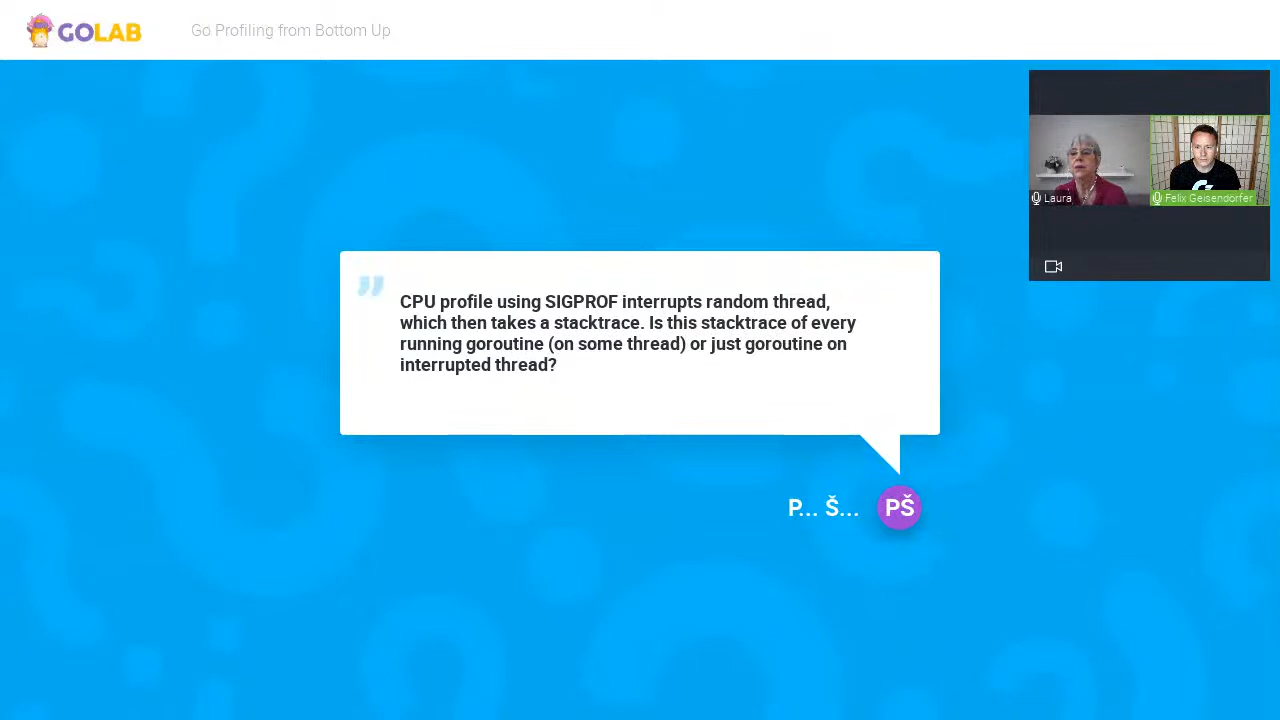 GOLAB
Go Profiling from Bottom Up
Laura
Felix Geisendörfer
CPU profile using SIGPROF interrupts random thread,
which then takes a stacktrace. Is this stacktrace of every
running goroutine (on some thread) or just goroutine on
interrupted thread?
P... Š...
PŠ